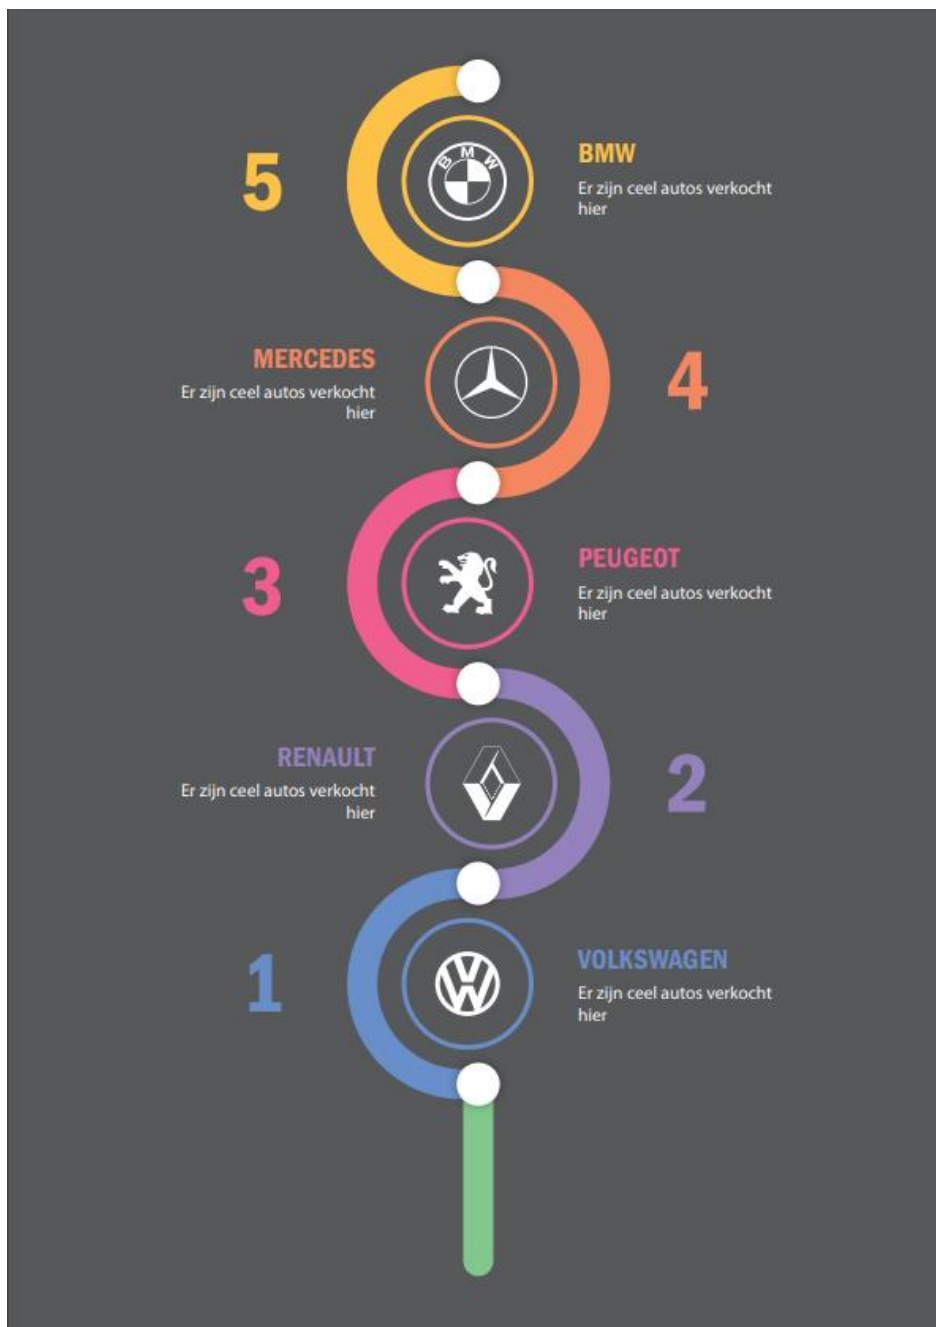 5
BMW
BMW
Er zijn ceel autos verkocht
hier
MERCEDES
Er zijn ceel autos verkocht
hier
4
3
PEUGEOT
Er zijn ceel autos verkocht
hier
RENAULT
Er zijn ceel autos verkocht
hier
2
1
VOLKSWAGEN
Er zijn ceel autos verkocht
hier